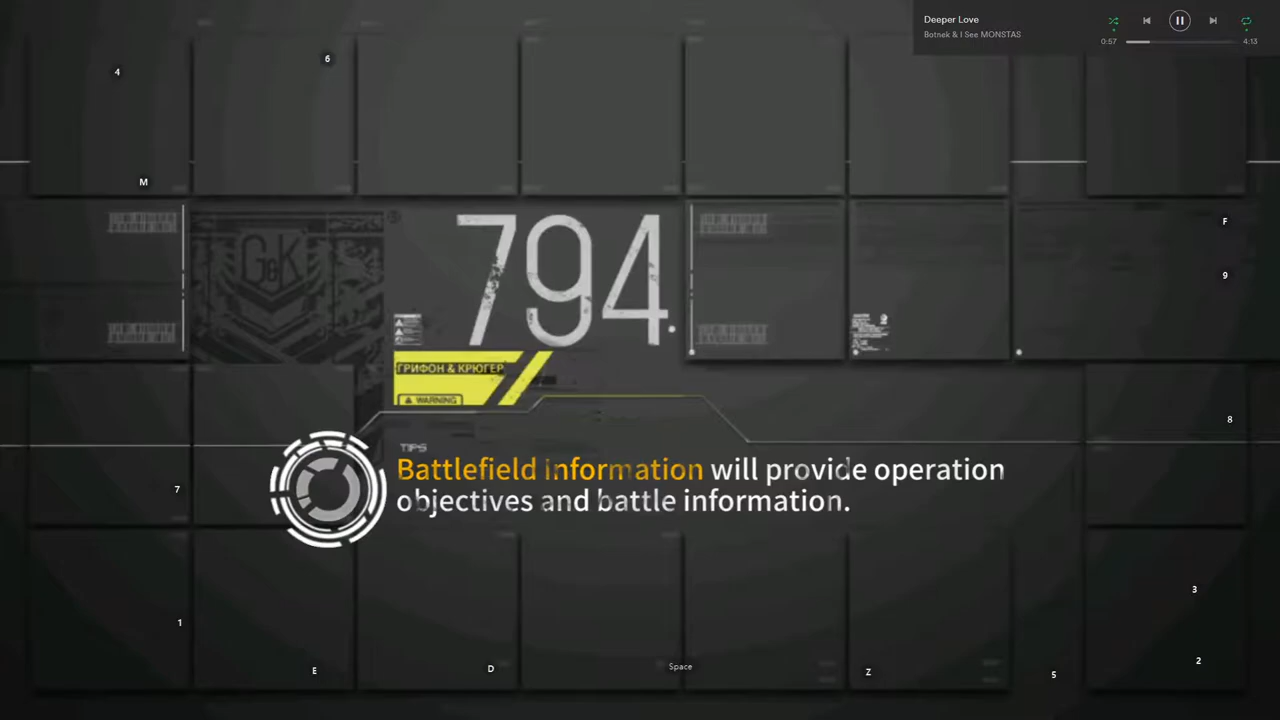 Deeper Love
Botnek & I See MONSTAS
0:57
4:13
4
6
M
G&K
794.
F
9
ГРИФОН & КРЮГЕР
WARNING
TIPS
Battlefield information will provide operation
objectives and battle information.
8
7
3
1
E
D
Space
Z
5
2